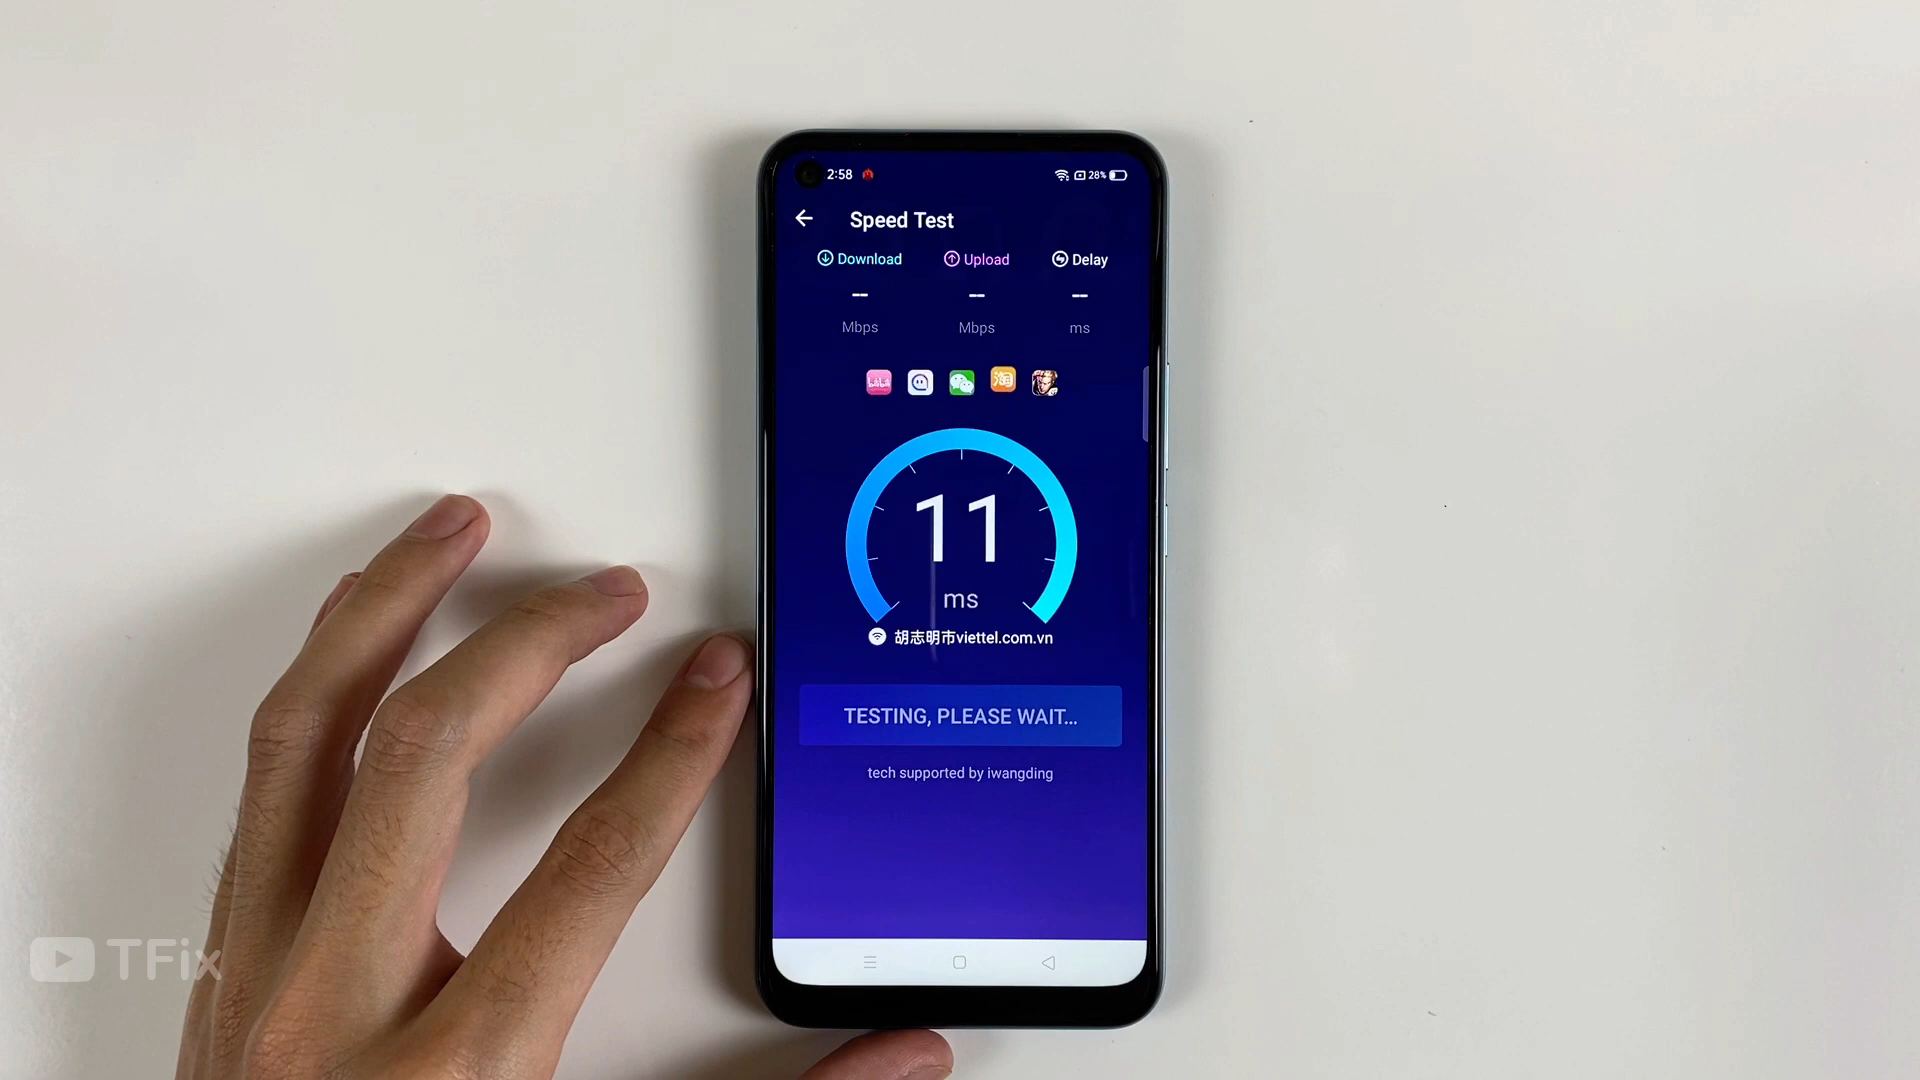 2:58
28%
Speed Test
Download
Upload
Delay
--
--
--
Mbps
Mbps
ms
淘
11
ms
胡志明市viettel.com.vn
TESTING, PLEASE WAIT...
tech supported by iwangding
TFix